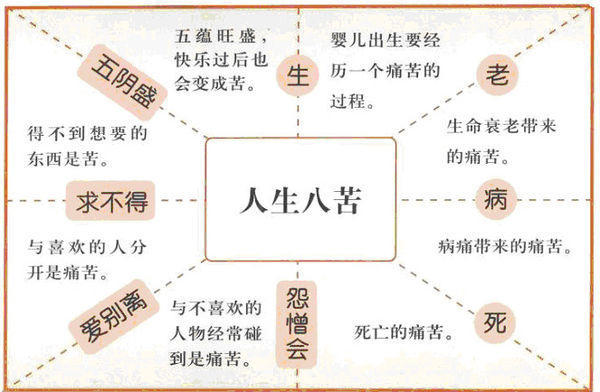 人生八苦
生
婴儿出生要经
历一个痛苦的
过程。
老
生命衰老带来
的痛苦。
病
病痛带来的痛苦。
死
死亡的痛苦。
怨憎会
与不喜欢的
人物经常碰
到是痛苦。
爱别离
与喜欢的人分
开是痛苦。
求不得
得不到想要的
东西是苦。
五阴盛
五蕴旺盛，
快乐过后也
会变成苦。